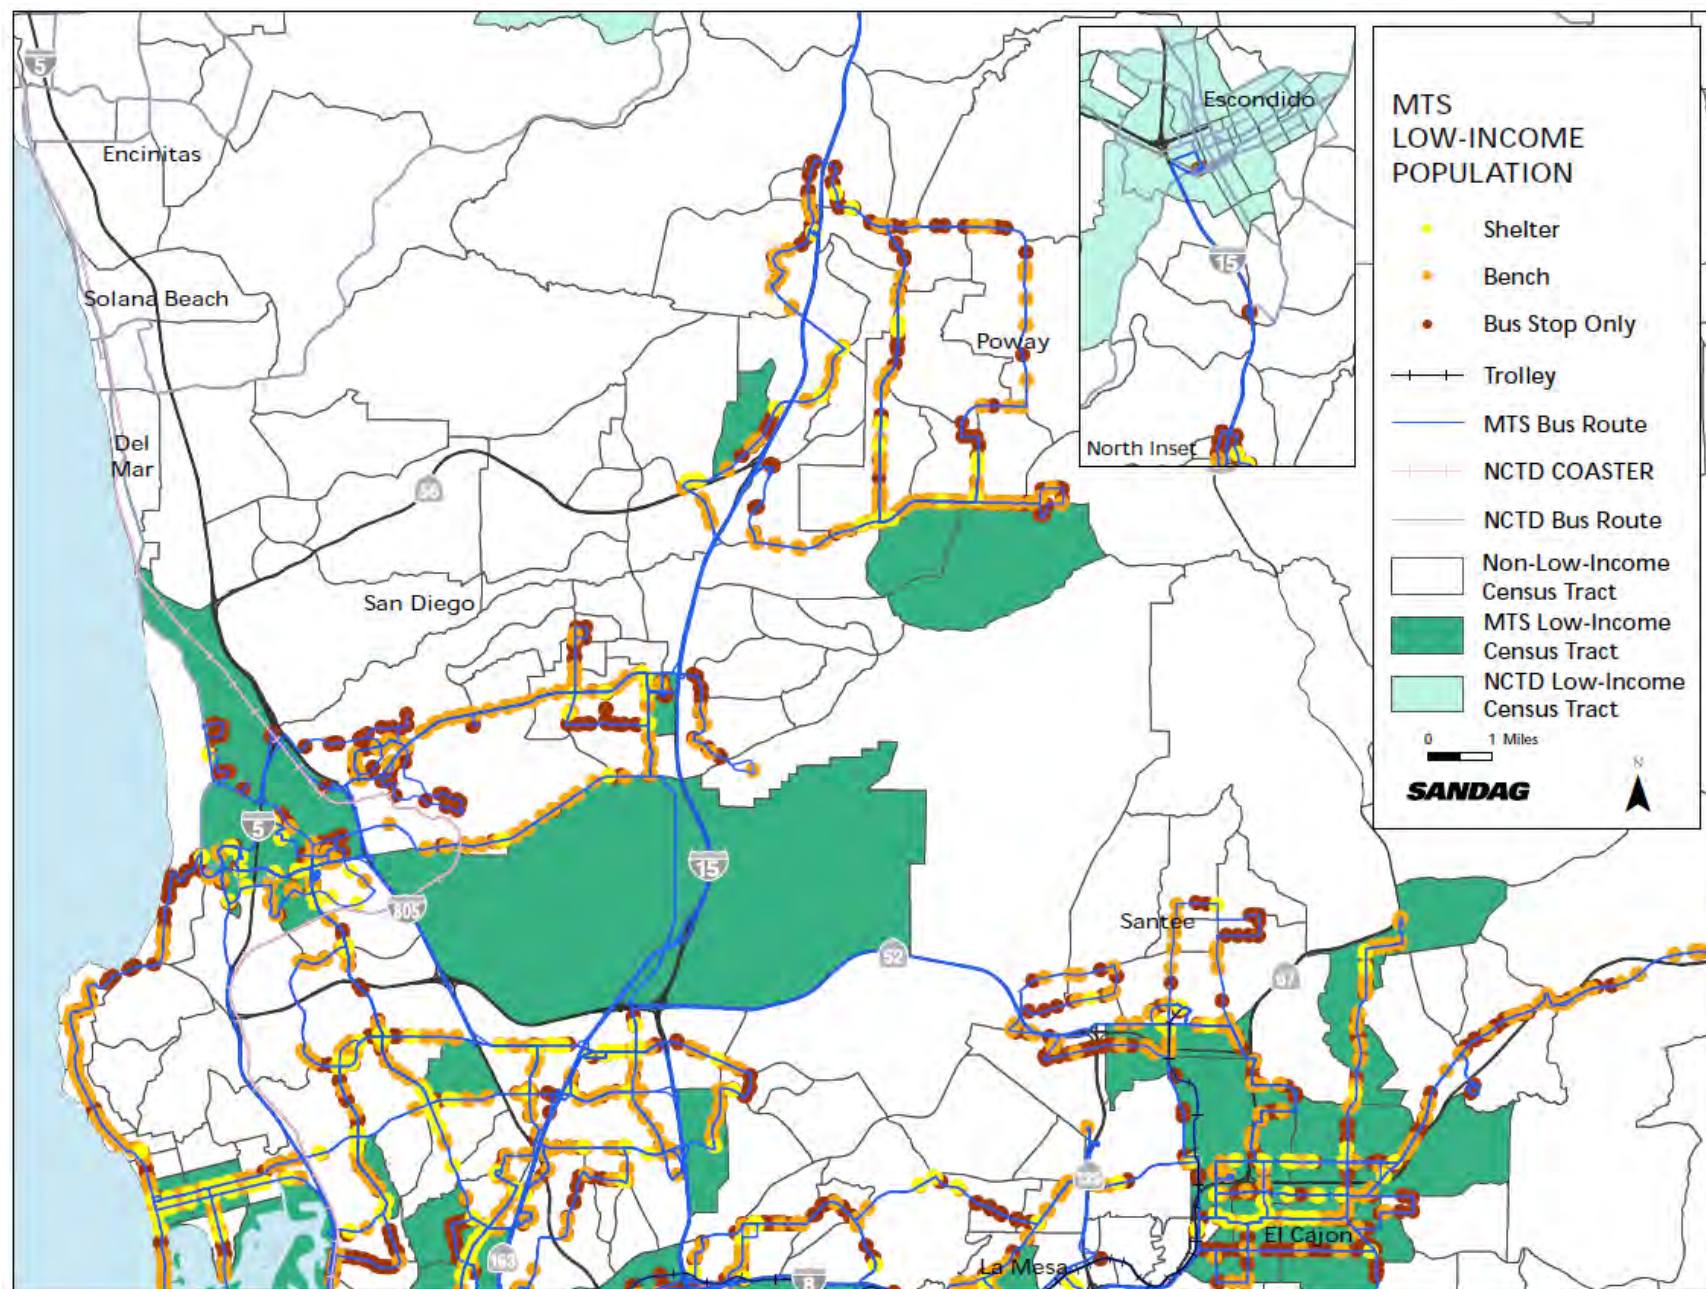 5
Encinitas
Solana Beach
Del
Mar
56
San Diego
Poway
5
805
15
52
Santee
67
163
8
La Mesa
El Cajon
Escondido
15
North Inset
MTS
LOW-INCOME
POPULATION
Shelter
Bench
Bus Stop Only
Trolley
MTS Bus Route
NCTD COASTER
NCTD Bus Route
Non-Low-Income
Census Tract
MTS Low-Income
Census Tract
NCTD Low-Income
Census Tract
0 1 Miles
N
SANDAG